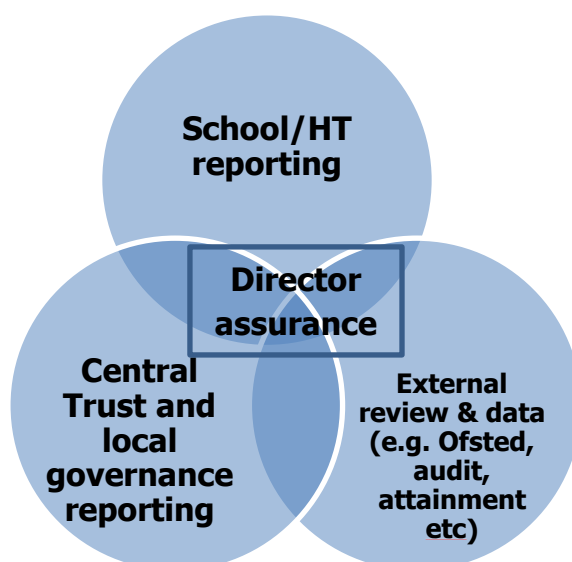 School/HT
reporting
Director
assurance
Central
Trust and
local
governance
reporting
External
review & data
(e.g. Ofsted,
audit,
attainment
etc)